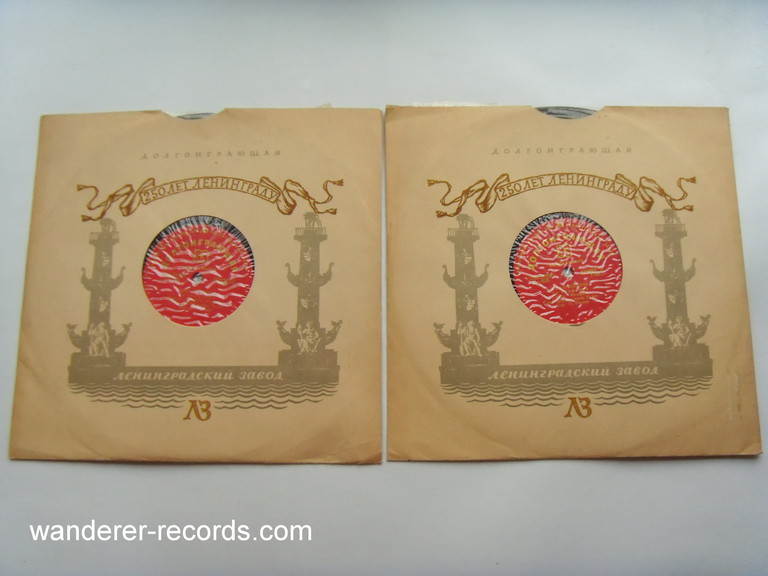 ДОЛГОИГРАЮЩАЯ
250 ЛЕТ ЛЕНИНГРАДУ
ЛЕНИНГРАДСКИЙ ЗАВОД
ЛЗ
ДОЛГОИГРАЮЩАЯ
250 ЛЕТ ЛЕНИНГРАДУ
ЛЕНИНГРАДСКИЙ ЗАВОД
ЛЗ
wanderer-records.com